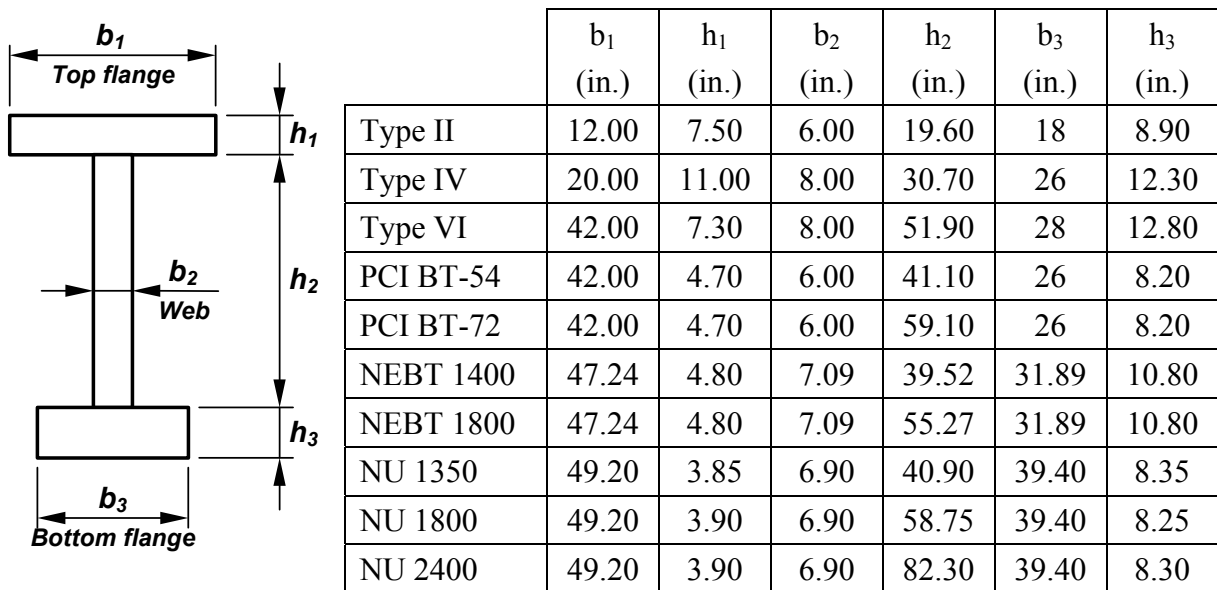 b₁
Top flange
h₁
b₂
Web
h₂
h₃
b₃
Bottom flange
b₁ h₁ b₂ h₂ b₃ h₃
(in.) (in.) (in.) (in.) (in.) (in.)
Type II 12.00 7.50 6.00 19.60 18 8.90
Type IV 20.00 11.00 8.00 30.70 26 12.30
Type VI 42.00 7.30 8.00 51.90 28 12.80
PCI BT-54 42.00 4.70 6.00 41.10 26 8.20
PCI BT-72 42.00 4.70 6.00 59.10 26 8.20
NEBT 1400 47.24 4.80 7.09 39.52 31.89 10.80
NEBT 1800 47.24 4.80 7.09 55.27 31.89 10.80
NU 1350 49.20 3.85 6.90 40.90 39.40 8.35
NU 1800 49.20 3.90 6.90 58.75 39.40 8.25
NU 2400 49.20 3.90 6.90 82.30 39.40 8.30